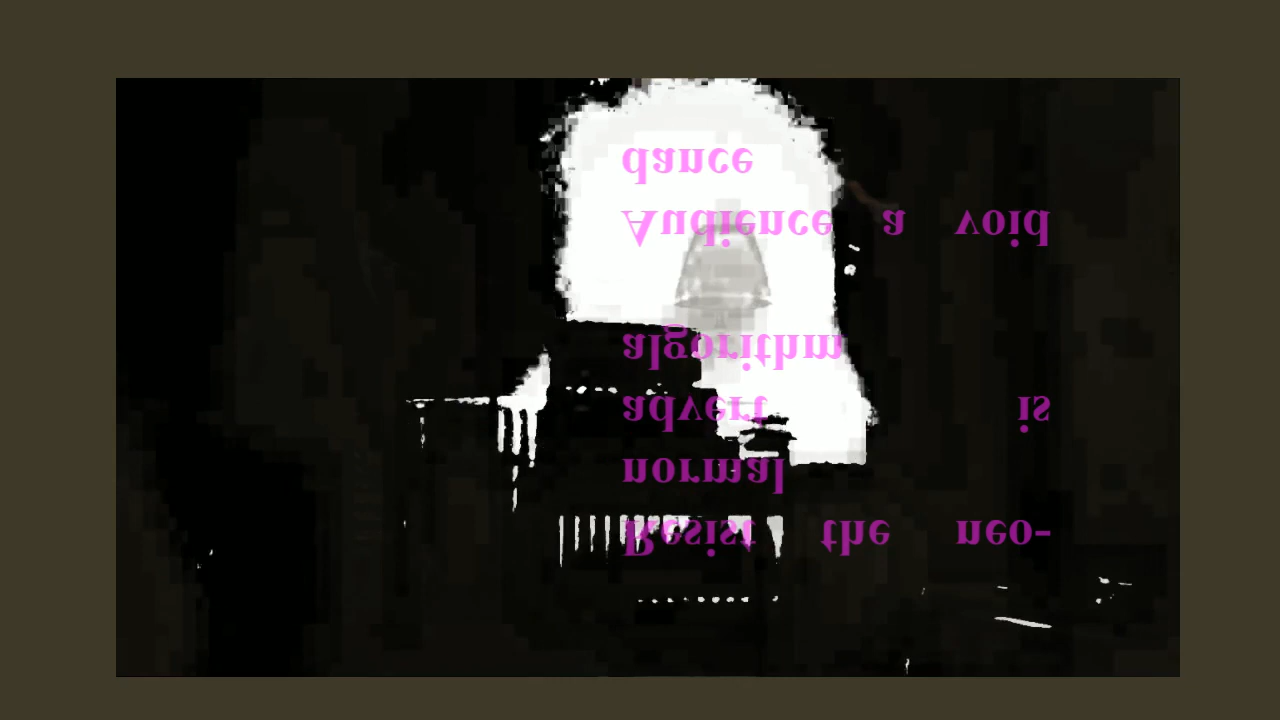 Resist the neo-
normal
advert is
algorithm
Audience a void
dance